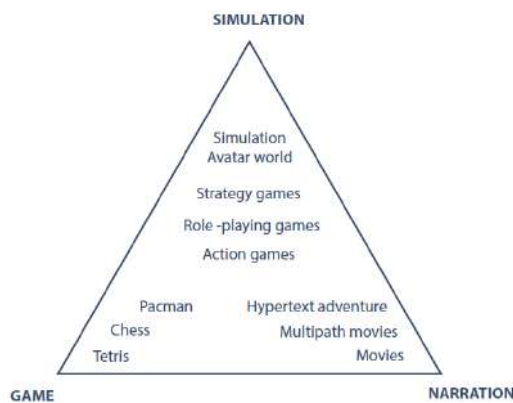 SIMULATION
Simulation
Avatar world
Strategy games
Role -playing games
Action games
Pacman Hypertext adventure
Chess Multipath movies
Tetris Movies
GAME NARRATION